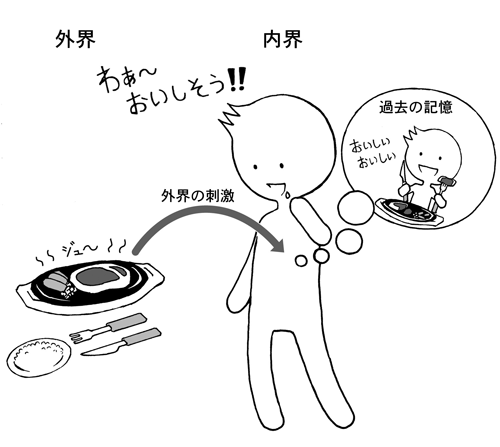 外界
内界
わぁ〜
おいしそう!!
過去の記憶
おいしい
おいしい
外界の刺激
ジュ〜